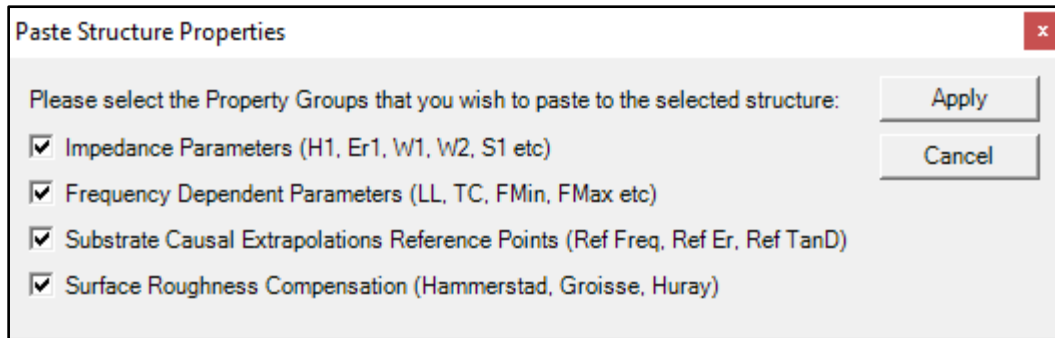 Paste Structure Properties
x
Please select the Property Groups that you wish to paste to the selected structure:
Apply
Impedance Parameters (H1, Er1, W1, W2, S1 etc)
Cancel
Frequency Dependent Parameters (LL, TC, FMin, FMax etc)
Substrate Causal Extrapolations Reference Points (Ref Freq, Ref Er, Ref TanD)
Surface Roughness Compensation (Hammerstad, Groisse, Huray)